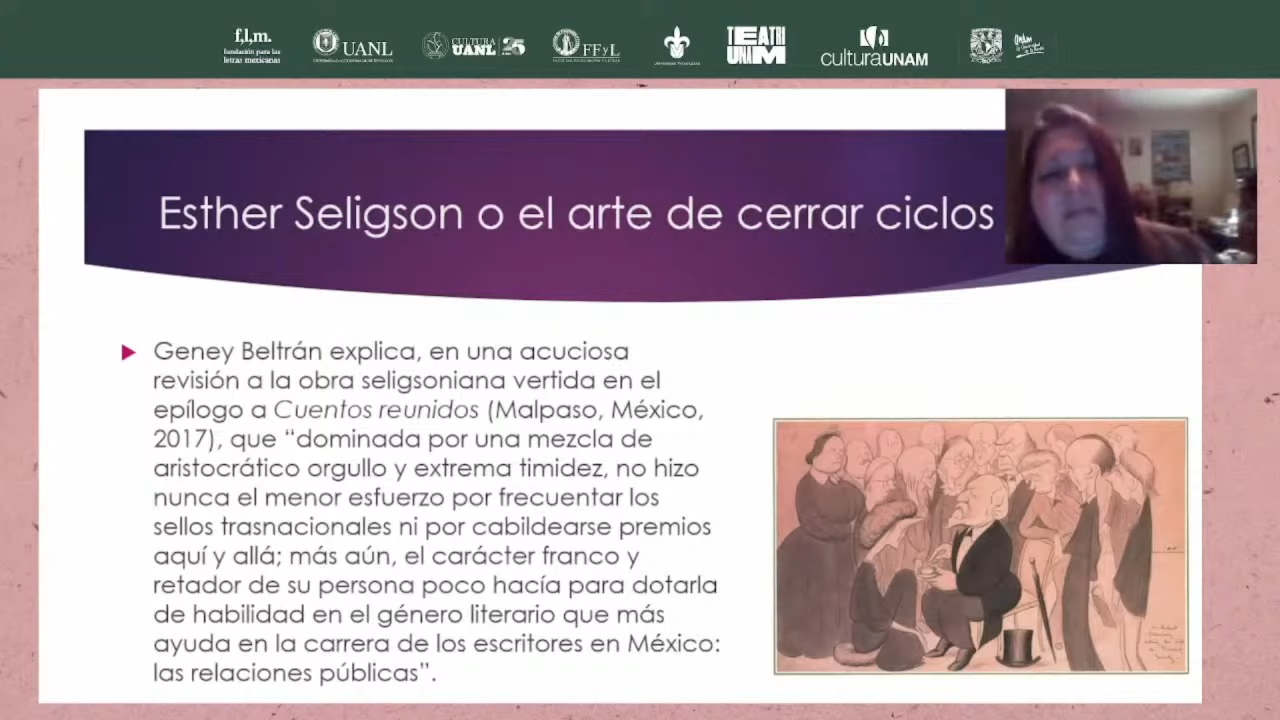 f,l,m.
fundación para las
letras mexicanas
UANL
CULTURA
UANL 25
FFyL
TEATRO
UNAM
culturaUNAM
Esther Seligson o el arte de cerrar ciclos
Geney Beltrán explica, en una acuciosa
revisión a la obra seligsoniana vertida en el
epílogo a Cuentos reunidos (Malpaso, México,
2017), que “dominada por una mezcla de
aristocrático orgullo y extrema timidez, no hizo
nunca el menor esfuerzo por frecuentar los
sellos trasnacionales ni por cabildearse premios
aquí y allá; más aún, el carácter franco y
retador de su persona poco hacía para dotarla
de habilidad en el género literario que más
ayuda en la carrera de los escritores en México:
las relaciones públicas”.